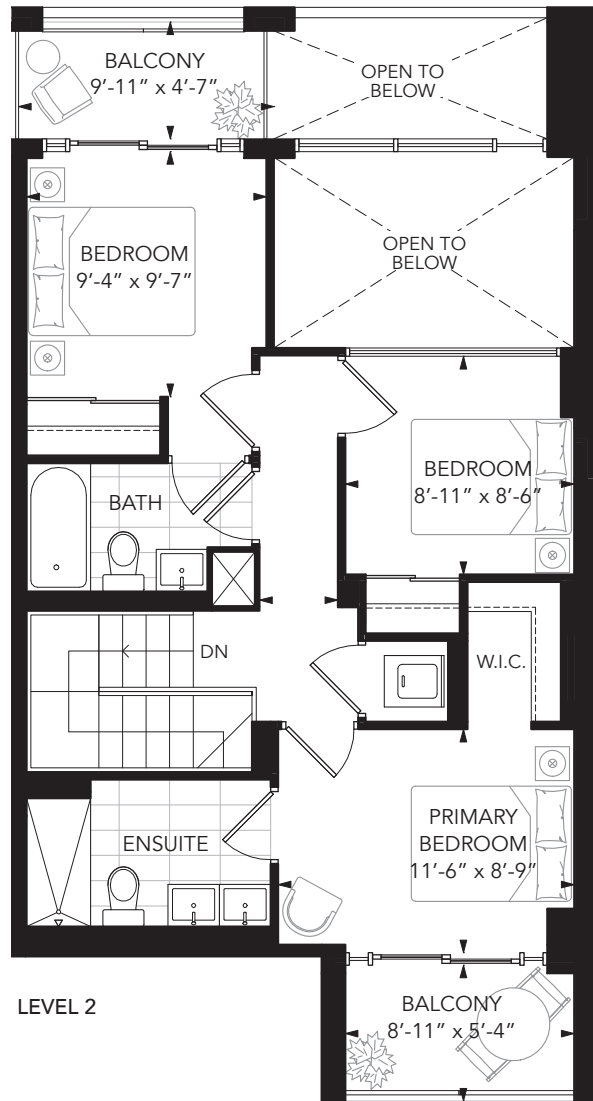 BALCONY
9’-11” x 4’-7”
OPEN TO
BELOW
BEDROOM
9’-4” x 9’-7”
OPEN TO
BELOW
BEDROOM
8’-11” x 8’-6”
BATH
DN
W.I.C.
PRIMARY
BEDROOM
11’-6” x 8’-9”
ENSUITE
LEVEL 2
BALCONY
8’-11” x 5’-4”